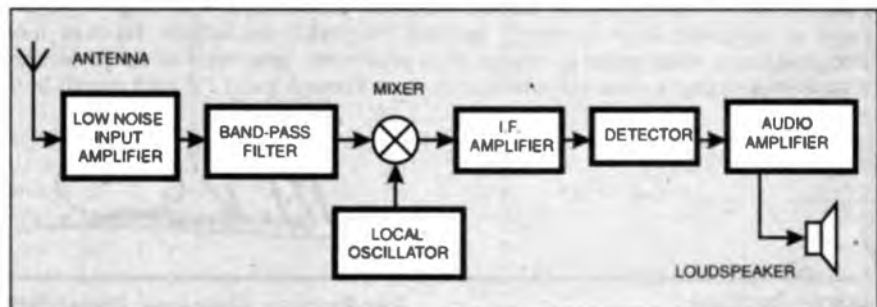 ANTENNA
LOW NOISE
INPUT
AMPLIFIER
BAND-PASS
FILTER
MIXER
LOCAL
OSCILLATOR
I.F.
AMPLIFIER
DETECTOR
AUDIO
AMPLIFIER
LOUDSPEAKER